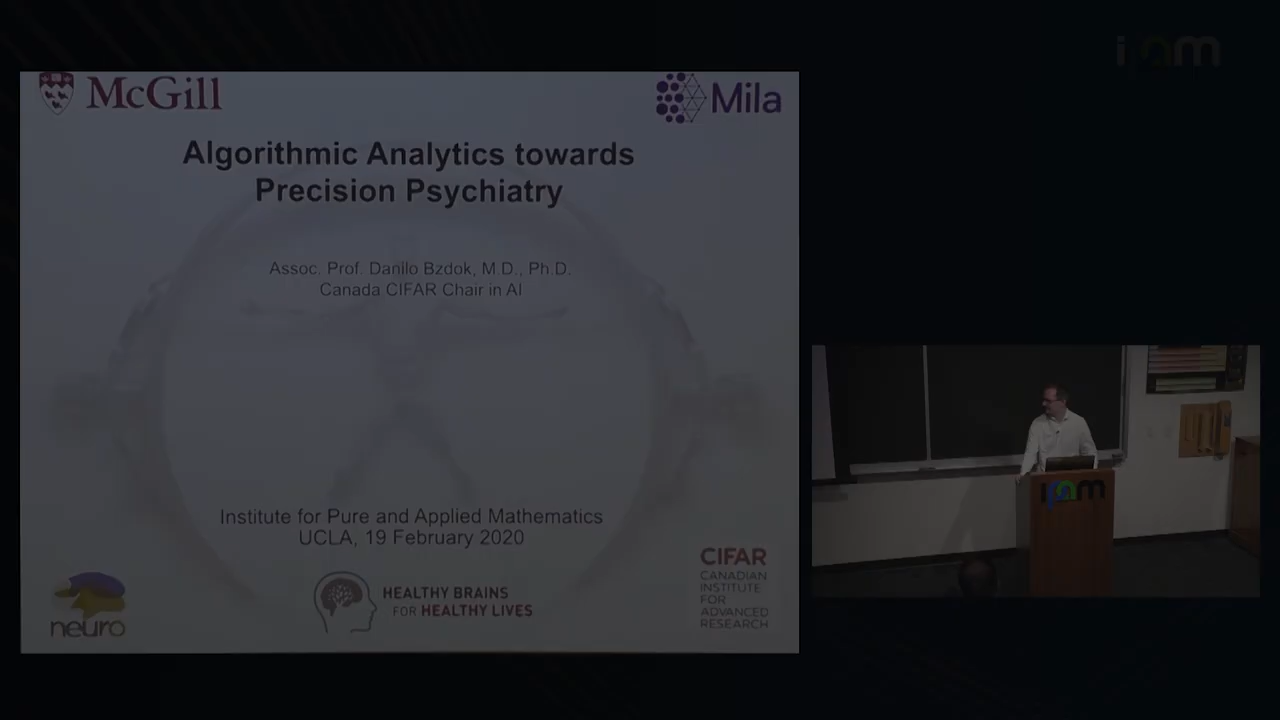 ipam
McGill
Mila
Algorithmic Analytics towards
Precision Psychiatry
Assoc. Prof. Danilo Bzdok, M.D., Ph.D.
Canada CIFAR Chair in AI
Institute for Pure and Applied Mathematics
UCLA, 19 February 2020
neuro
HEALTHY BRAINS
FOR HEALTHY LIVES
CIFAR
CANADIAN
INSTITUTE
FOR
ADVANCED
RESEARCH
ipam